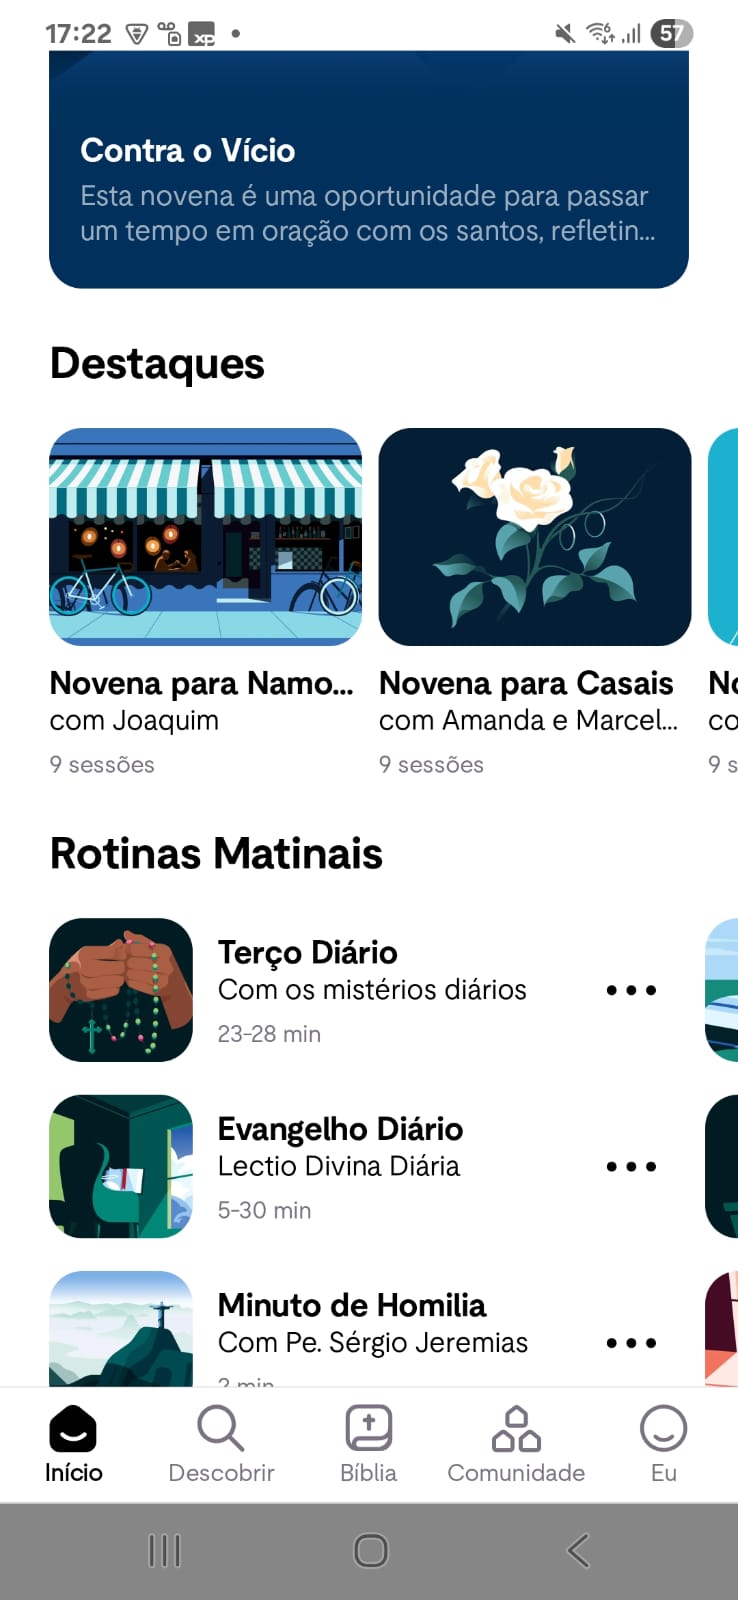 17:22
xp
57
Contra o Vício
Esta novena é uma oportunidade para passar
um tempo em oração com os santos, refletin...
Destaques
Novena para Namo...
com Joaquim
9 sessões
Novena para Casais
com Amanda e Marcel...
9 sessões
No
co
9 s
Rotinas Matinais
Terço Diário
Com os mistérios diários
23-28 min
Evangelho Diário
Lectio Divina Diária
5-30 min
Minuto de Homilia
Com Pe. Sérgio Jeremias
2 min
Início
Descobrir
Bíblia
Comunidade
Eu